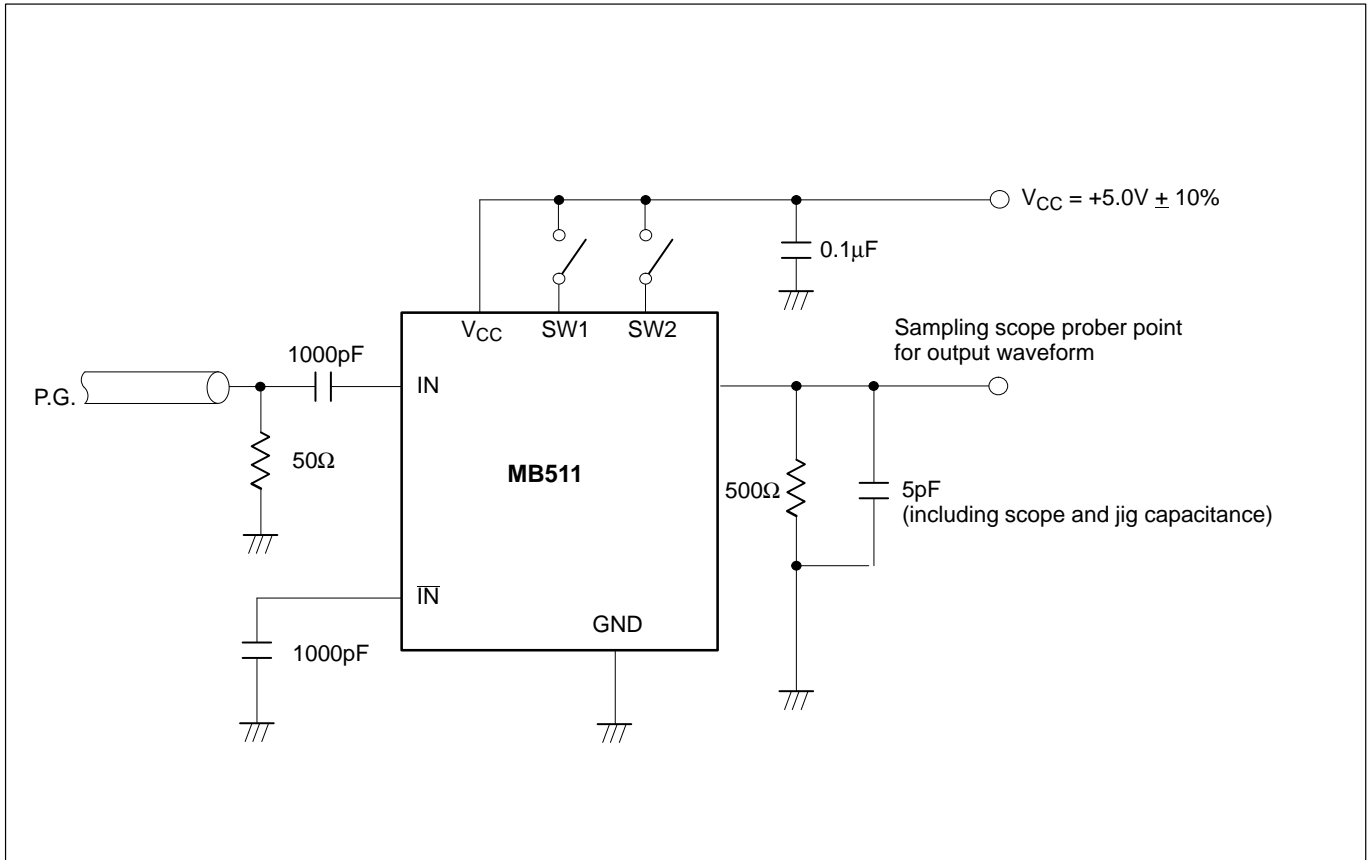 V_CC = +5.0V ± 10%
0.1μF
V_CC
SW1
SW2
Sampling scope prober point
for output waveform
1000pF
IN
P.G.
50Ω
MB511
500Ω
5pF
(including scope and jig capacitance)
I̅N̅
GND
1000pF